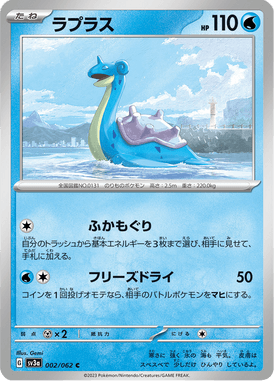 たね ラプラス HP 110
全国図鑑 NO.0131 のりものポケモン 高さ:2.5m 重さ:220.0kg
ふかもぐり
自分のトラッシュから基本エネルギーを3枚まで選び、相手に見せて、
手札に加える。
フリーズドライ 50
コインを1回投げオモテなら、相手のバトルポケモンをマヒにする。
弱点 ×2 抵抗力 にげる
Illus. Gemi
G sv3a 002/062 C
©2023 Pokémon/Nintendo/Creatures/GAME FREAK.